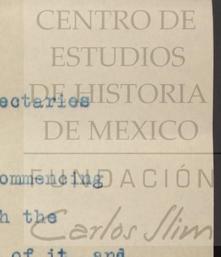 CENTRO DE
ESTUDIOS
DE HISTORIA
ectaries
DE MEXICO
ommencing
FUNDACIÓN
h the
Carlos Slim
of it, and